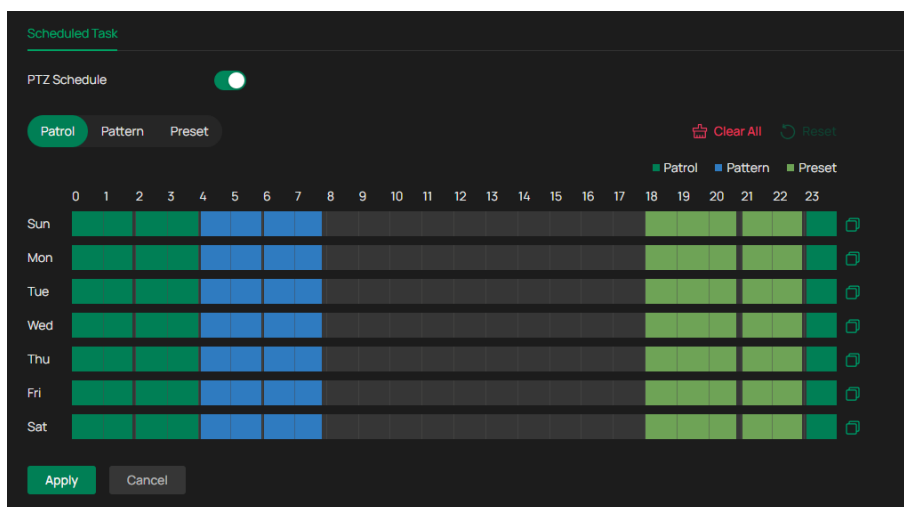 Scheduled Task
PTZ Schedule
Patrol Pattern Preset Clear All Reset
Patrol Pattern Preset
0 1 2 3 4 5 6 7 8 9 10 11 12 13 14 15 16 17 18 19 20 21 22 23
Sun
Mon
Tue
Wed
Thu
Fri
Sat
Apply Cancel